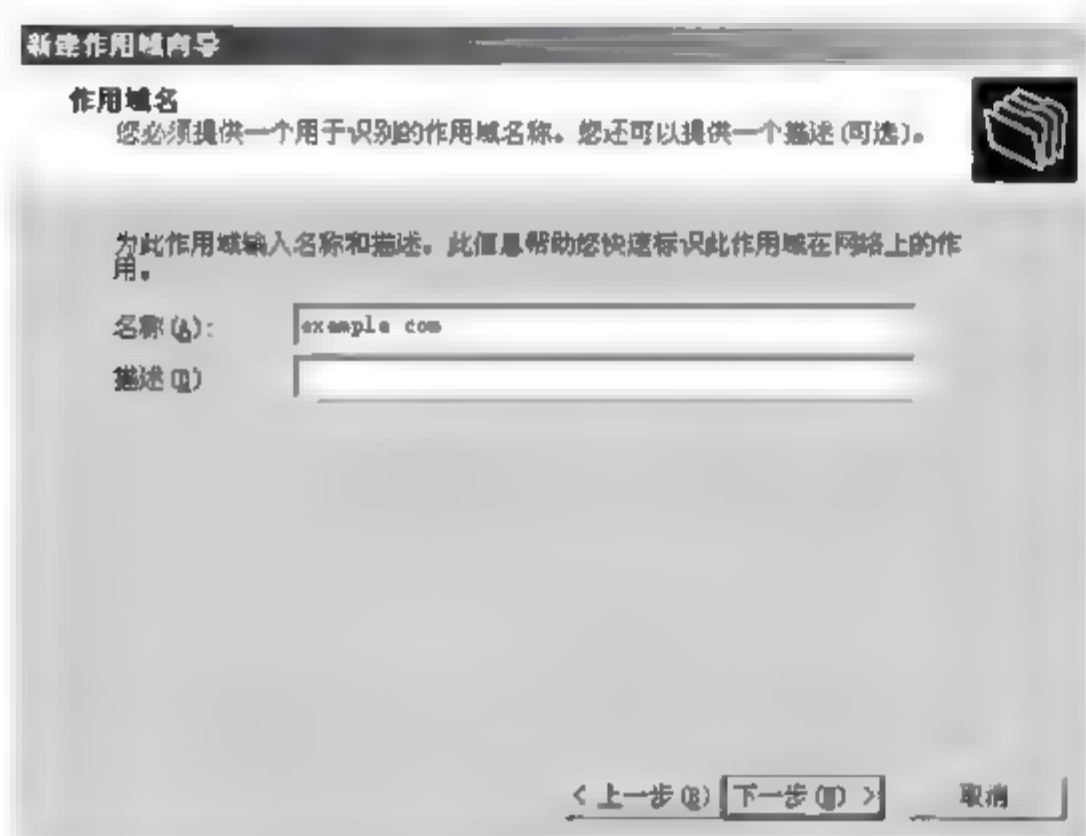 新建作用域向导
作用域名
您必须提供一个用于识别的作用域名称。您还可以提供一个描述(可选)。
为此作用域输入名称和描述。此信息帮助您快速标识此作用域在网络上的作
用。
名称(A):
example com
描述(D)
< 上一步(B)
下一步(N) >
取消